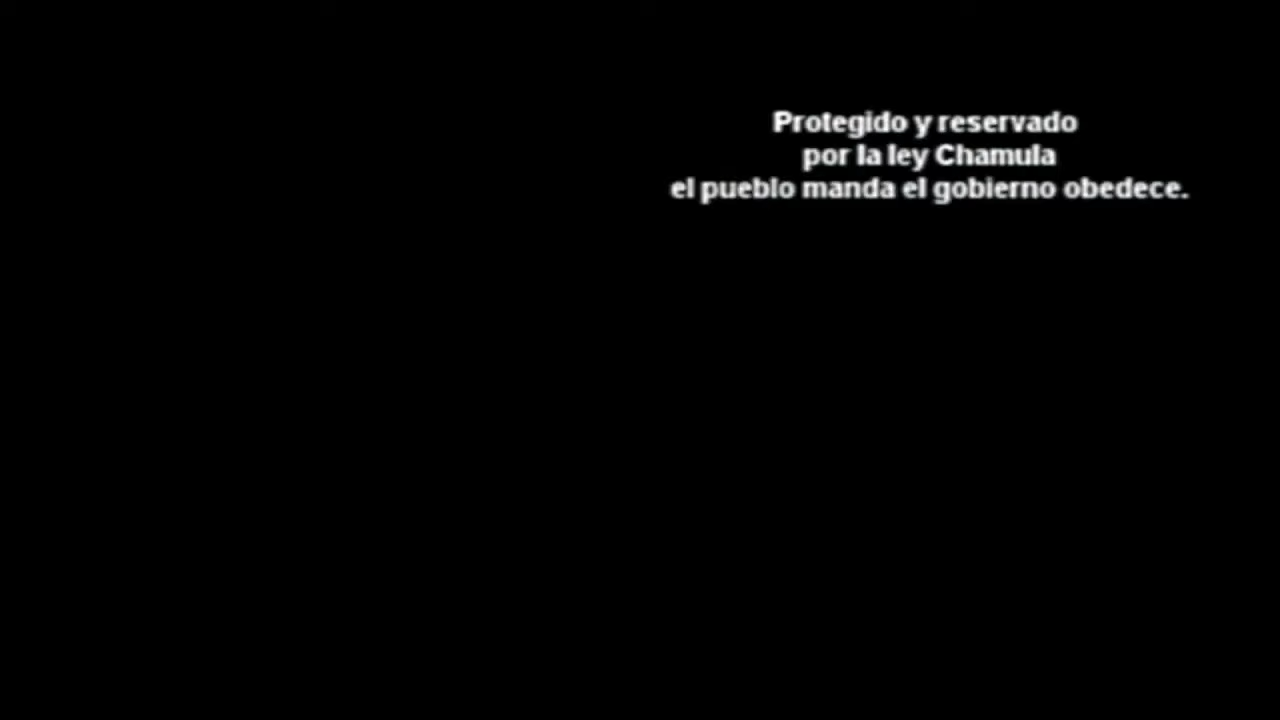 Protegido y reservado
por la ley Chamula
el pueblo manda el gobierno obedece.